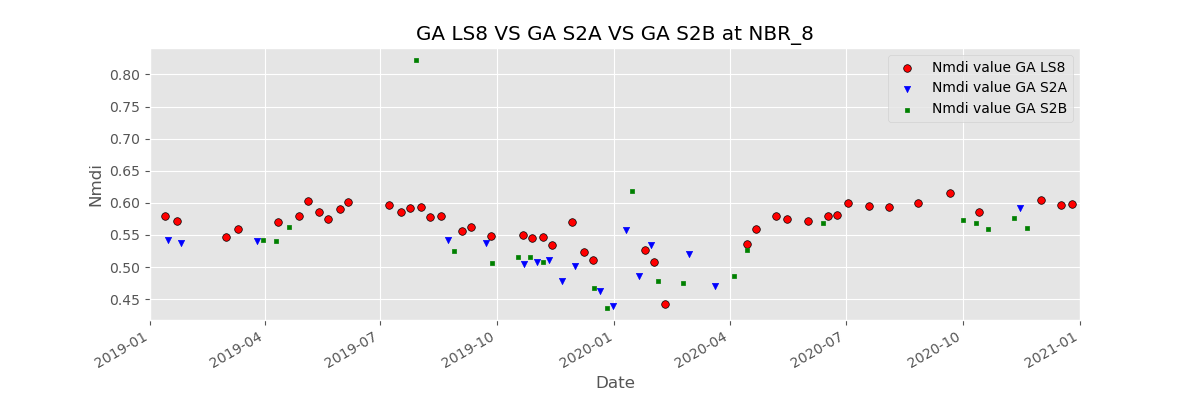 GA LS8 VS GA S2A VS GA S2B at NBR_8
Nmdi value GA LS8
Nmdi value GA S2A
Nmdi value GA S2B
0.80
0.75
0.70
0.65
0.60
0.55
0.50
0.45
Nmdi
2019-01
2019-04
2019-07
2019-10
2020-01
2020-04
2020-07
2020-10
2021-01
Date